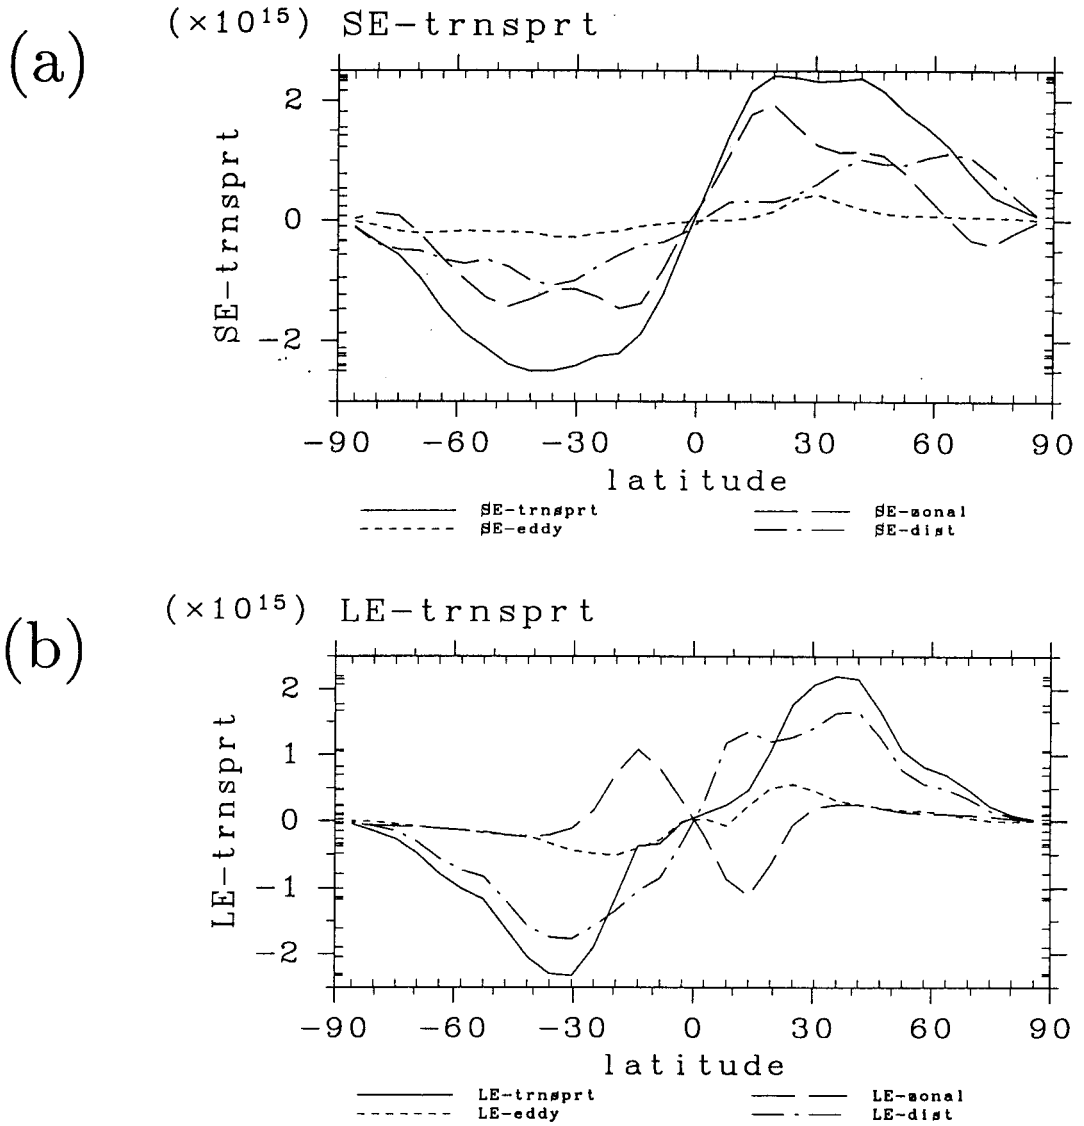 (a)
(×10¹⁵) SE-trnsprt
SE-trnsprt
2
0
-2
-90 -60 -30 0 30 60 90
latitude
SE-trnsprt SE-zonal
SE-eddy SE-dist
(b)
(×10¹⁵) LE-trnsprt
LE-trnsprt
2
1
0
-1
-2
-90 -60 -30 0 30 60 90
latitude
LE-trnsprt LE-zonal
LE-eddy LE-dist